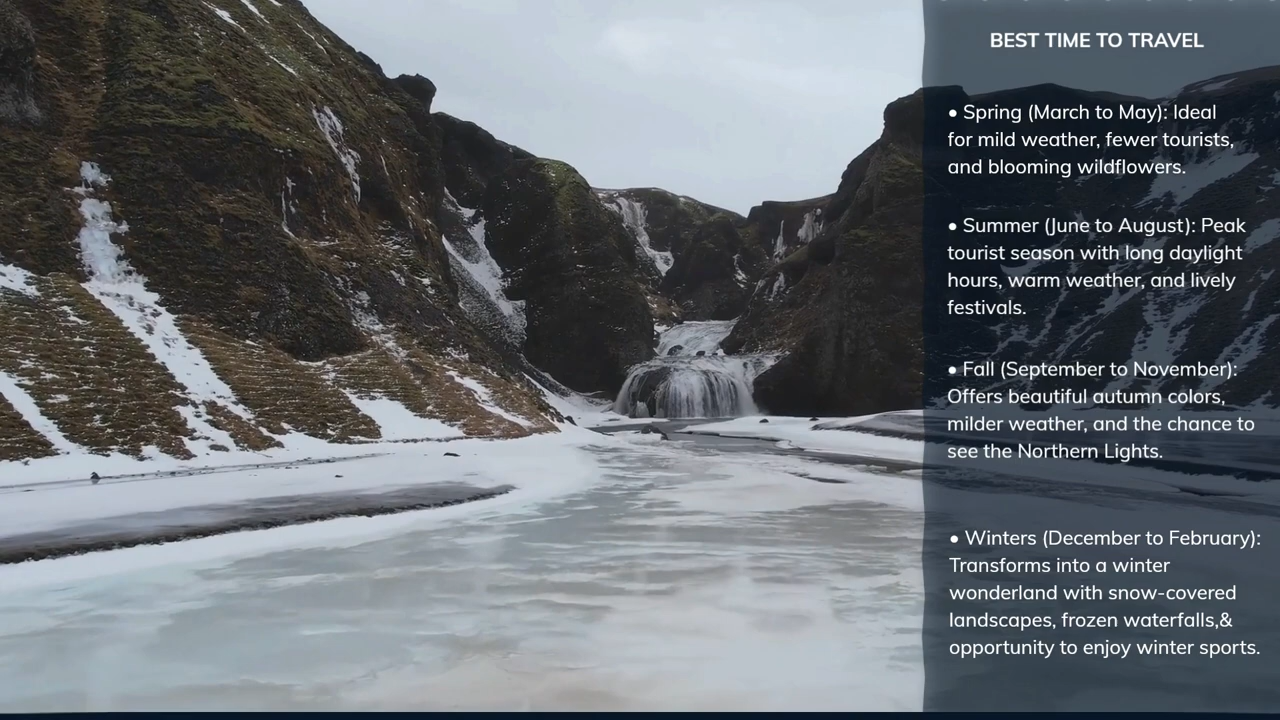 BEST TIME TO TRAVEL
• Spring (March to May): Ideal
for mild weather, fewer tourists,
and blooming wildflowers.
• Summer (June to August): Peak
tourist season with long daylight
hours, warm weather, and lively
festivals.
• Fall (September to November):
Offers beautiful autumn colors,
milder weather, and the chance to
see the Northern Lights.
• Winters (December to February):
Transforms into a winter
wonderland with snow-covered
landscapes, frozen waterfalls,&
opportunity to enjoy winter sports.